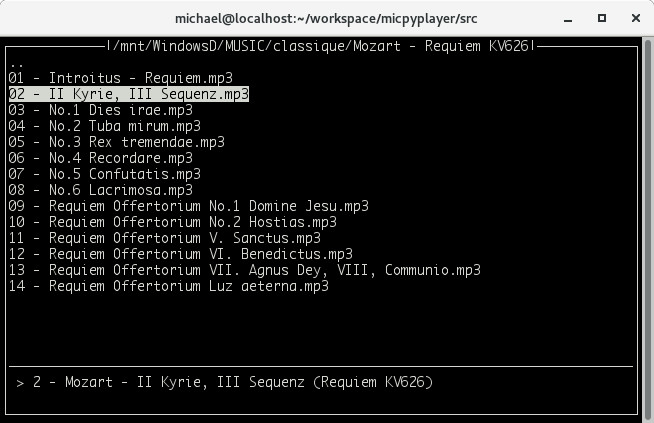 michael@localhost:~/workspace/micpyplayer/src
/mnt/WindowsD/MUSIC/classique/Mozart - Requiem KV626
..
01 - Introitus - Requiem.mp3
02 - II Kyrie, III Sequenz.mp3
03 - No.1 Dies irae.mp3
04 - No.2 Tuba mirum.mp3
05 - No.3 Rex tremendae.mp3
06 - No.4 Recordare.mp3
07 - No.5 Confutatis.mp3
08 - No.6 Lacrimosa.mp3
09 - Requiem Offertorium No.1 Domine Jesu.mp3
10 - Requiem Offertorium No.2 Hostias.mp3
11 - Requiem Offertorium V. Sanctus.mp3
12 - Requiem Offertorium VI. Benedictus.mp3
13 - Requiem Offertorium VII. Agnus Dey, VIII, Communio.mp3
14 - Requiem Offertorium Luz aeterna.mp3
> 2 - Mozart - II Kyrie, III Sequenz (Requiem KV626)